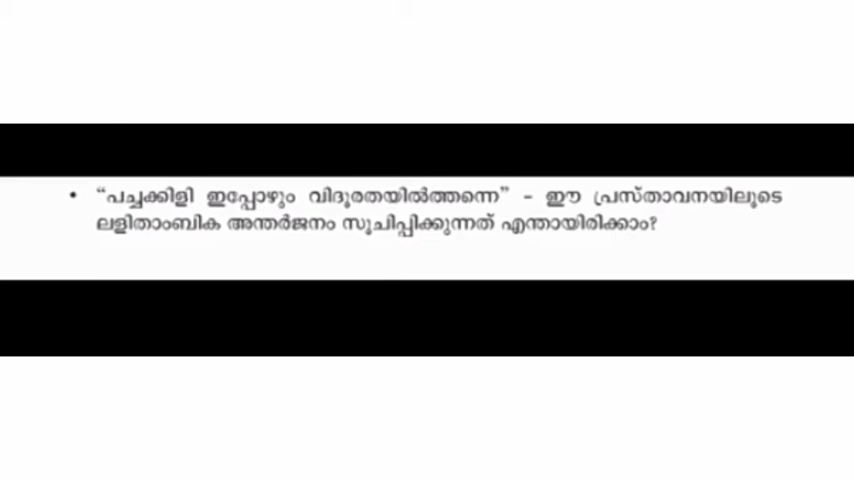 • “പച്ചക്കിളി ഇപ്പോഴും വിദൂരതയിൽത്തന്നെ” – ഈ പ്രസ്താവനയിലൂടെ
ലളിതാംബിക അന്തർജനം സൂചിപ്പിക്കുന്നത് എന്തായിരിക്കാം?